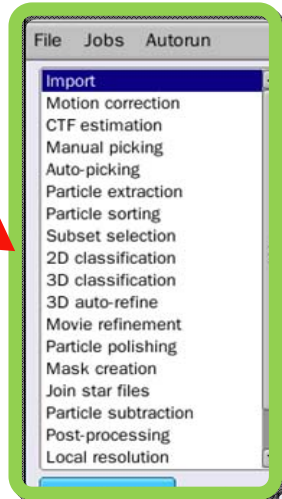 File Jobs Autorun
Import
Motion correction
CTF estimation
Manual picking
Auto-picking
Particle extraction
Particle sorting
Subset selection
2D classification
3D classification
3D auto-refine
Movie refinement
Particle polishing
Mask creation
Join star files
Particle subtraction
Post-processing
Local resolution